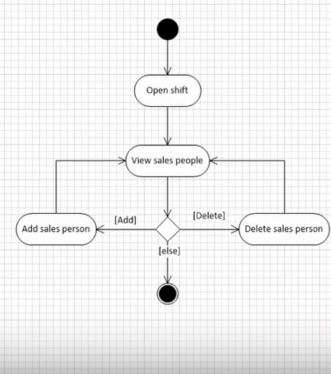 Open shift
View sales people
[Add]
[Delete]
Add sales person
Delete sales person
[else]